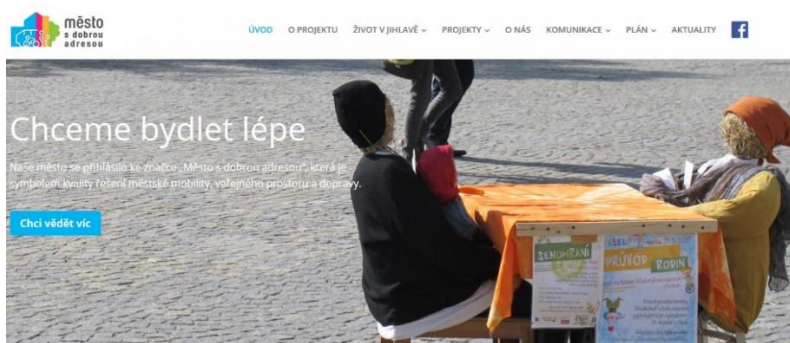 město
s dobrou
adresou
ÚVOD O PROJEKTU ŽIVOT V JIHLAVĚ PROJEKTY O NÁS KOMUNIKACE PLÁN AKTUALITY f
Chceme bydlet lépe
Naše město se přihlásilo ke značce „Město s dobrou adresou“, která je
symbolem kvality řešení městské mobility, veřejného prostoru a dopravy.
Chci vědět víc
SENOHRANÍ
PRŮVOD RODIN